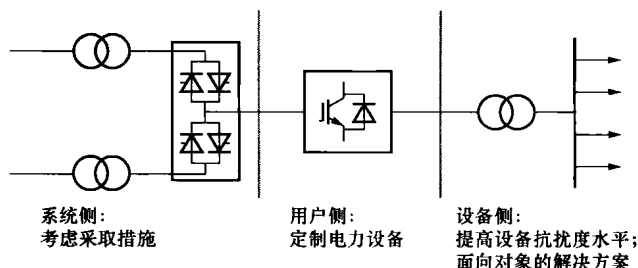 系统侧:
考虑采取措施
用户侧:
定制电力设备
设备侧:
提高设备抗扰度水平;
面向对象的解决方案